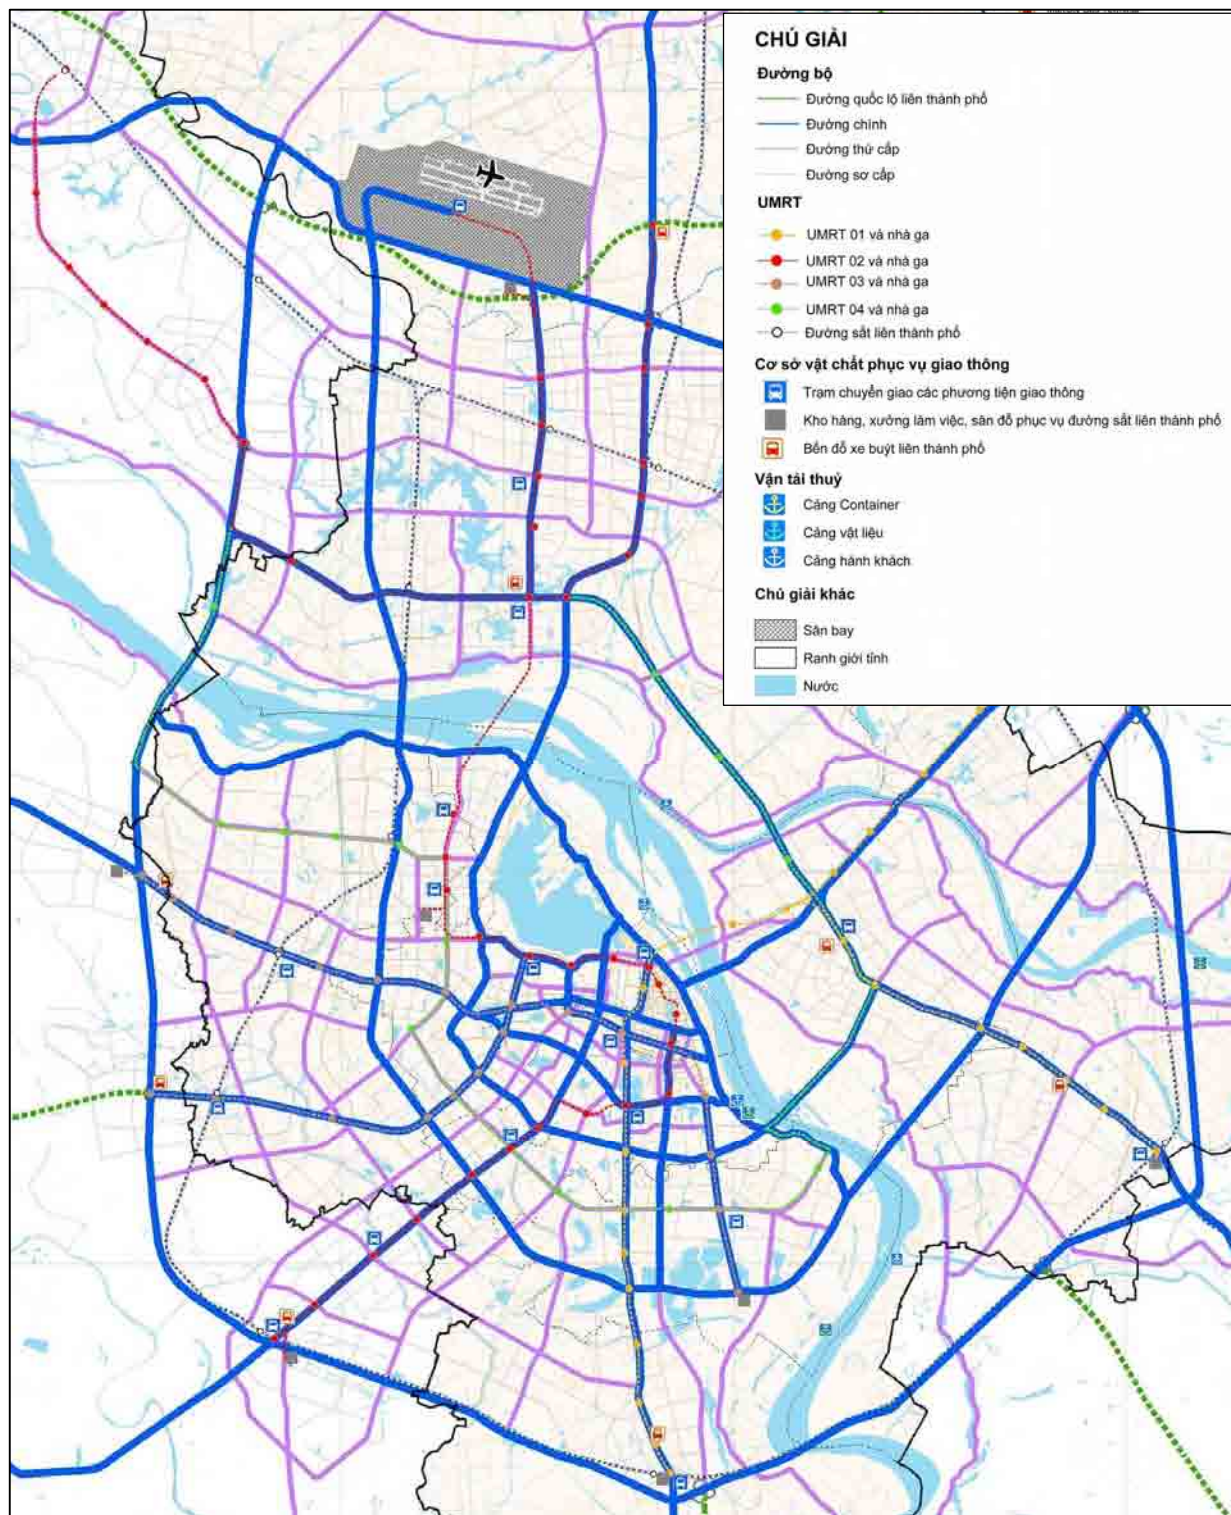 CHÚ GIẢI
Đường bộ
Đường quốc lộ liên thành phố
Đường chính
Đường thứ cấp
Đường sơ cấp
UMRT
UMRT 01 và nhà ga
UMRT 02 và nhà ga
UMRT 03 và nhà ga
UMRT 04 và nhà ga
Đường sắt liên thành phố
Cơ sở vật chất phục vụ giao thông
Trạm chuyển giao các phương tiện giao thông
Kho hàng, xưởng làm việc, sân đỗ phục vụ đường sắt liên thành phố
Bến đỗ xe buýt liên thành phố
Vận tải thuỷ
Cảng Container
Cảng vật liệu
Cảng hành khách
Chú giải khác
Sân bay
Ranh giới tỉnh
Nước